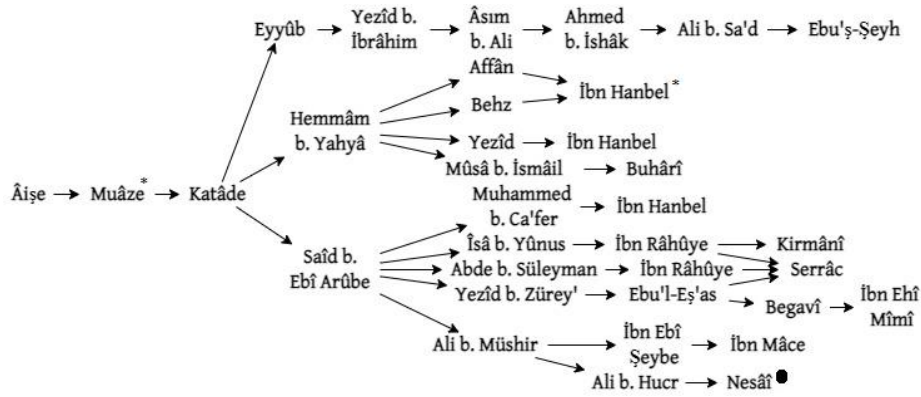 Eyyûb → Yezîd b. İbrâhim → Âsım b. Ali → Ahmed b. İshâk → Ali b. Sa'd → Ebu'ş-Şeyh
Affân
Behz
İbn Hanbel*
Hemmâm b. Yahyâ
Yezîd → İbn Hanbel
Mûsâ b. İsmâil → Buhârî
Âişe → Muâze* → Katâde
Muhammed b. Ca'fer → İbn Hanbel
Saîd b. Ebî Arûbe
Îsâ b. Yûnus → İbn Râhûye → Kirmânî
Abde b. Süleyman → İbn Râhûye → Serrâc
Yezîd b. Zürey' → Ebu'l-Eş'as → Begavî → İbn Ehî Mîmî
Ali b. Müshir → İbn Ebî Şeybe → İbn Mâce
Ali b. Hucr → Nesâî